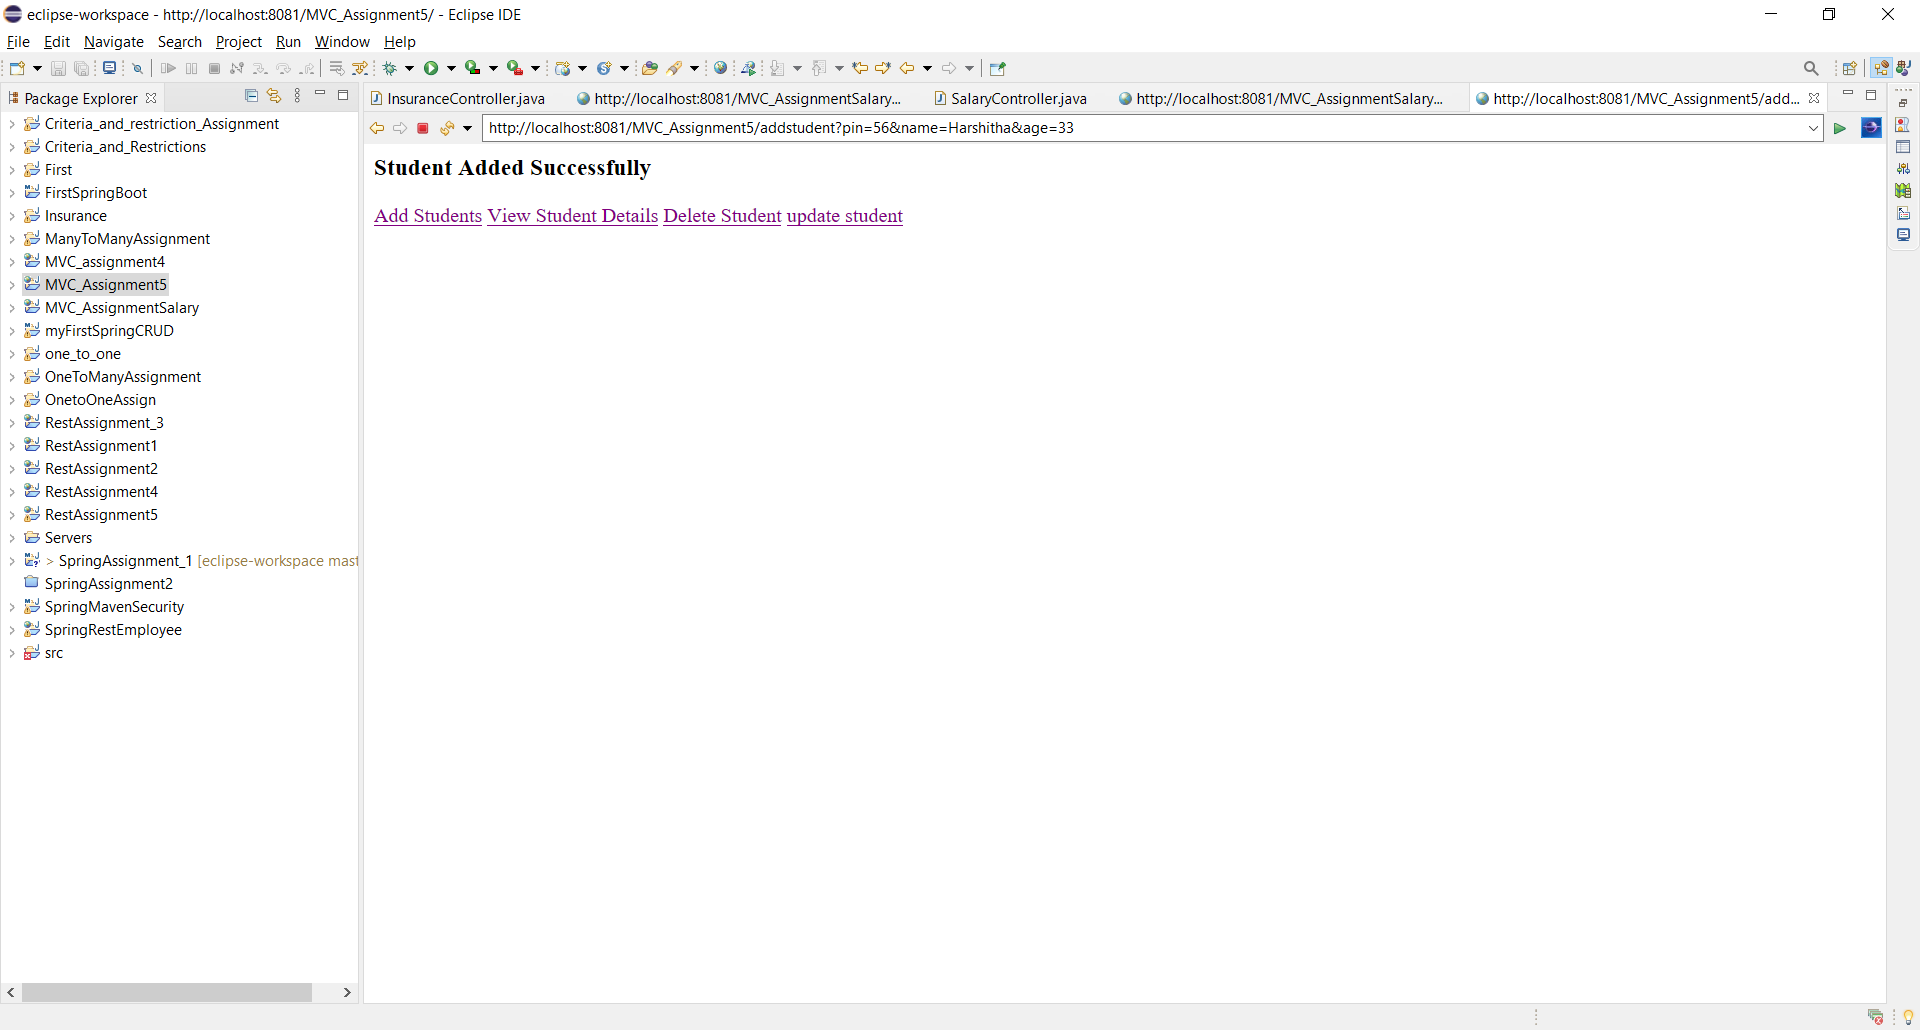 eclipse-workspace - http://localhost:8081/MVC_Assignment5/ - Eclipse IDE
File Edit Navigate Search Project Run Window Help
Package Explorer
InsuranceController.java http://localhost:8081/MVC_AssignmentSalary... SalaryController.java http://localhost:8081/MVC_AssignmentSalary... http://localhost:8081/MVC_Assignment5/add...
http://localhost:8081/MVC_Assignment5/addstudent?pin=56&name=Harshitha&age=33
Criteria_and_restriction_Assignment
Criteria_and_Restrictions
First
FirstSpringBoot
Insurance
ManyToManyAssignment
MVC_assignment4
MVC_Assignment5
MVC_AssignmentSalary
myFirstSpringCRUD
one_to_one
OneToManyAssignment
OnetoOneAssign
RestAssignment_3
RestAssignment1
RestAssignment2
RestAssignment4
RestAssignment5
Servers
> SpringAssignment_1 [eclipse-workspace mast
SpringAssignment2
SpringMavenSecurity
SpringRestEmployee
src
Student Added Successfully
Add Students View Student Details Delete Student update student